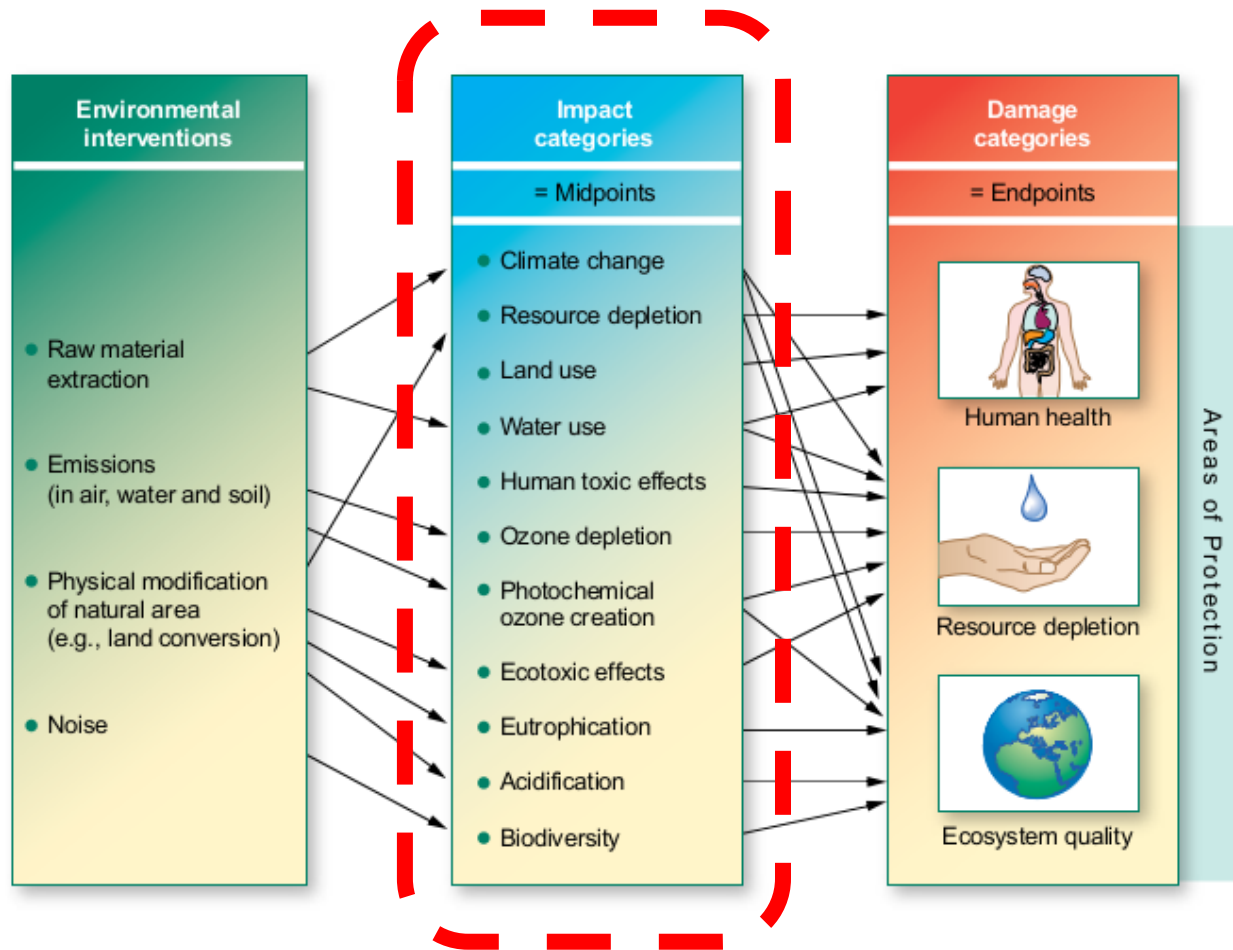 Environmental
interventions
Raw material
extraction
Emissions
(in air, water and soil)
Physical modification
of natural area
(e.g., land conversion)
Noise
Impact
categories
= Midpoints
Climate change
Resource depletion
Land use
Water use
Human toxic effects
Ozone depletion
Photochemical
ozone creation
Ecotoxic effects
Eutrophication
Acidification
Biodiversity
Damage
categories
= Endpoints
Human health
Resource depletion
Ecosystem quality
Areas of Protection